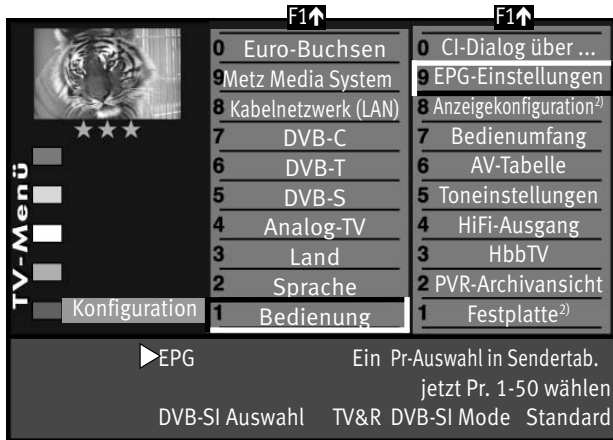 F1↑ F1↑
0 Euro-Buchsen
9 Metz Media System
8 Kabelnetzwerk (LAN)
7 DVB-C
6 DVB-T
5 DVB-S
4 Analog-TV
3 Land
2 Sprache
1 Bedienung
0 CI-Dialog über ...
9 EPG-Einstellungen
8 Anzeigekonfiguration2)
7 Bedienumfang
6 AV-Tabelle
5 Toneinstellungen
4 HiFi-Ausgang
3 HbbTV
2 PVR-Archivansicht
1 Festplatte2)
TV-Menü
Konfiguration
EPG Ein Pr-Auswahl in Sendertab.
jetzt Pr. 1-50 wählen
DVB-SI Auswahl TV&R DVB-SI Mode Standard